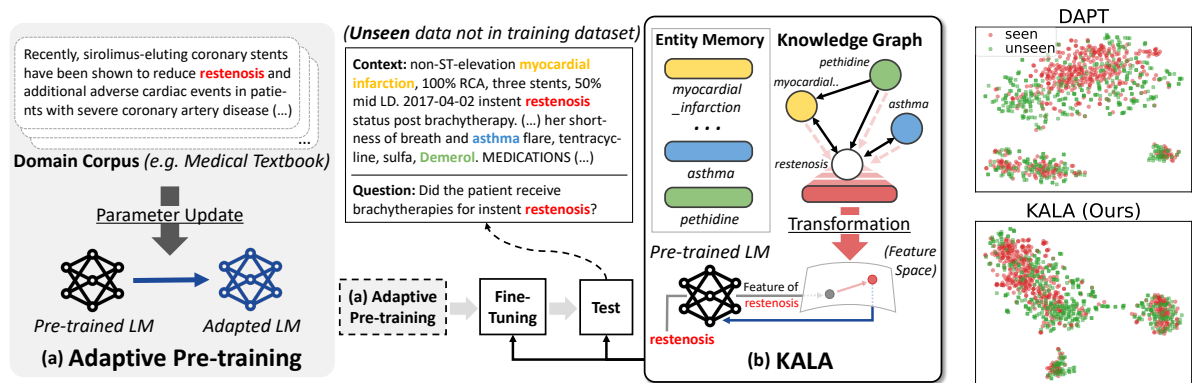 Recently, sirolimus-eluting coronary stents
have been shown to reduce restenosis and
additional adverse cardiac events in patie-
nts with severe coronary artery disease (...)
...
Domain Corpus (e.g. Medical Textbook)
Parameter Update
Pre-trained LM
Adapted LM
(a) Adaptive Pre-training
(Unseen data not in training dataset)
Context: non-ST-elevation myocardial
infarction, 100% RCA, three stents, 50%
mid LD. 2017-04-02 instent restenosis
status post brachytherapy. (...) her short-
ness of breath and asthma flare, tentracyc-
line, sulfa, Demerol. MEDICATIONS (...)
Question: Did the patient receive
brachytherapies for instent restenosis?
(a) Adaptive
Pre-training
Fine-
Tuning
Test
Entity Memory
myocardial
_infarction
...
asthma
pethidine
Knowledge Graph
pethidine
myocardial..
asthma
restenosis
Transformation
Pre-trained LM
(Feature
Space)
Feature of
restenosis
restenosis
(b) KALA
DAPT
seen
unseen
KALA (Ours)